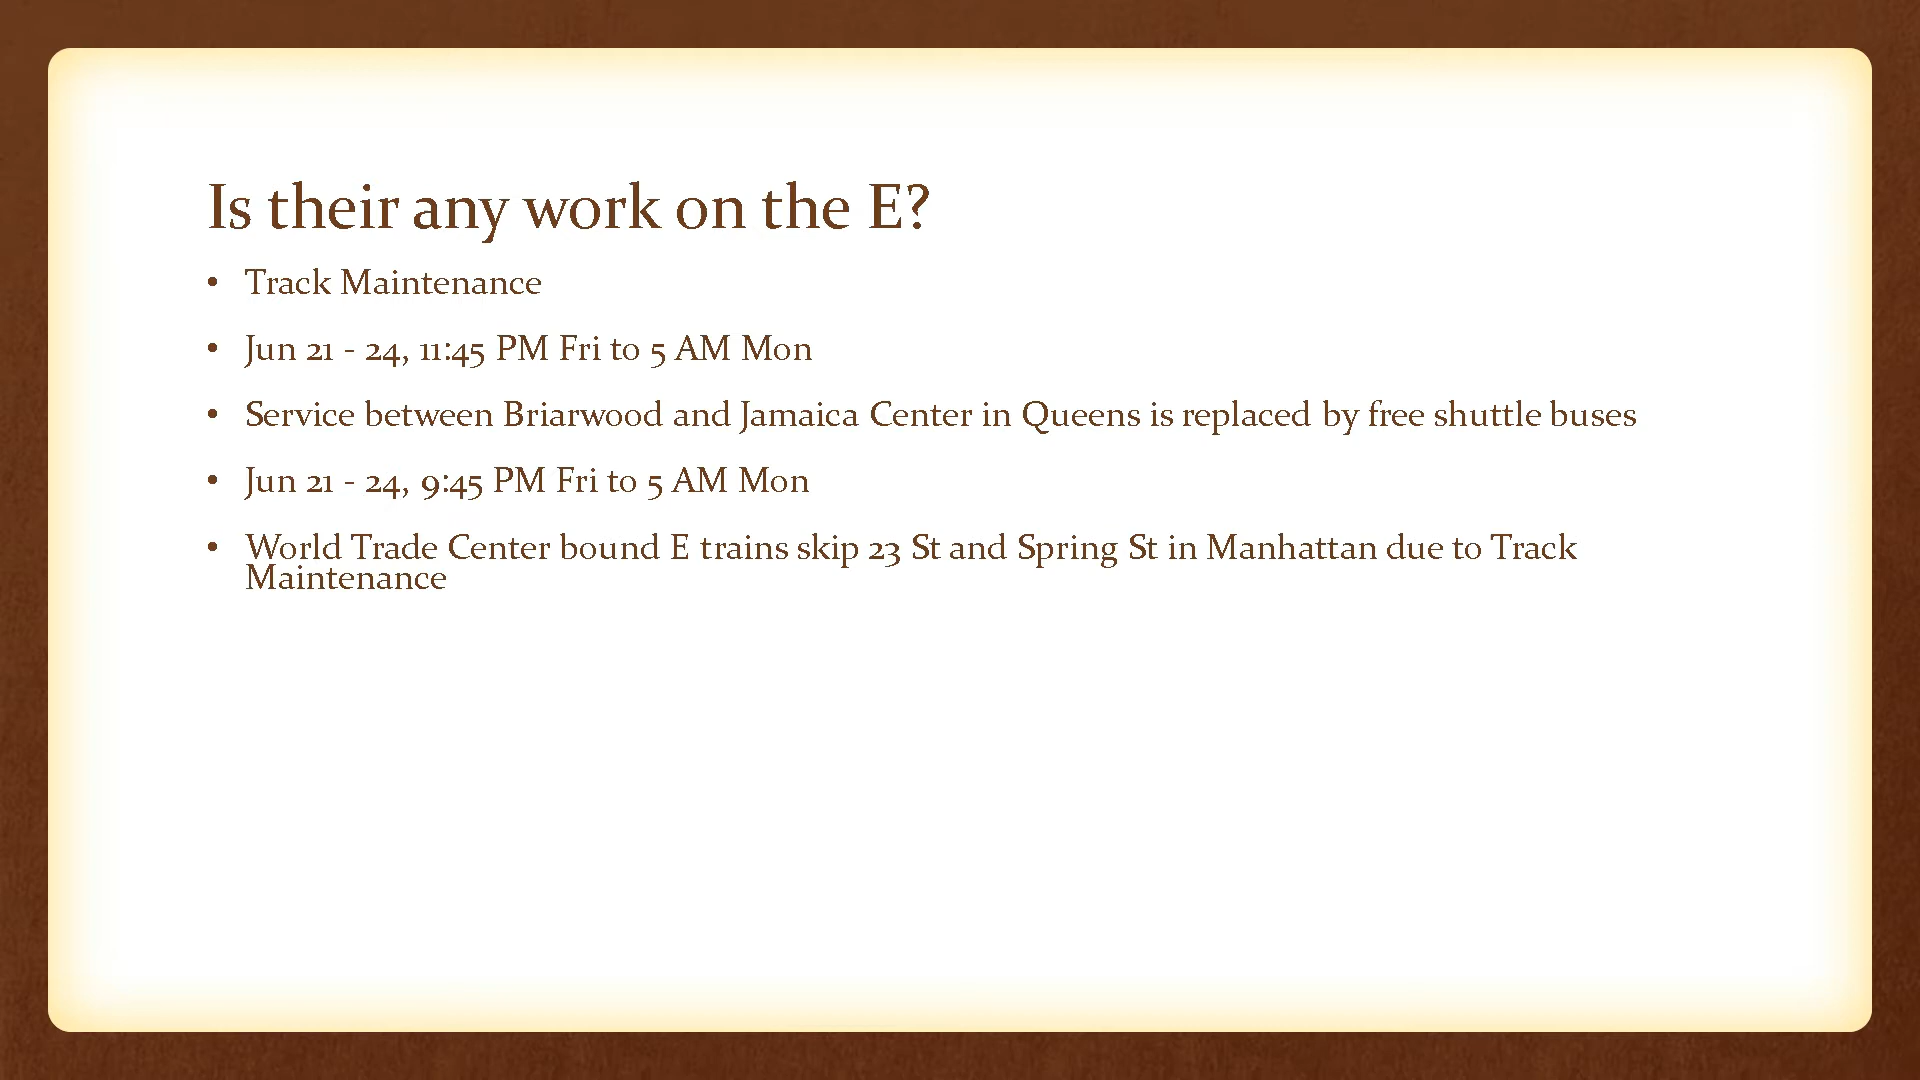 Is their any work on the E?
• Track Maintenance
• Jun 21 - 24, 11:45 PM Fri to 5 AM Mon
• Service between Briarwood and Jamaica Center in Queens is replaced by free shuttle buses
• Jun 21 - 24, 9:45 PM Fri to 5 AM Mon
• World Trade Center bound E trains skip 23 St and Spring St in Manhattan due to Track
Maintenance